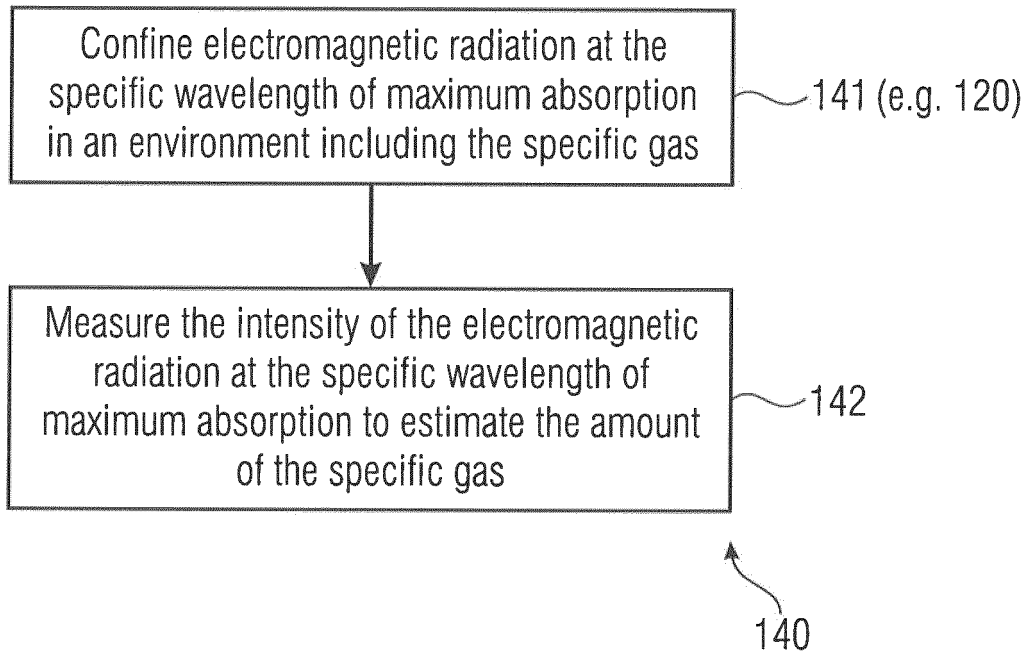 Confine electromagnetic radiation at the
specific wavelength of maximum absorption
in an environment including the specific gas
141 (e.g. 120)
Measure the intensity of the electromagnetic
radiation at the specific wavelength of
maximum absorption to estimate the amount
of the specific gas
142
140